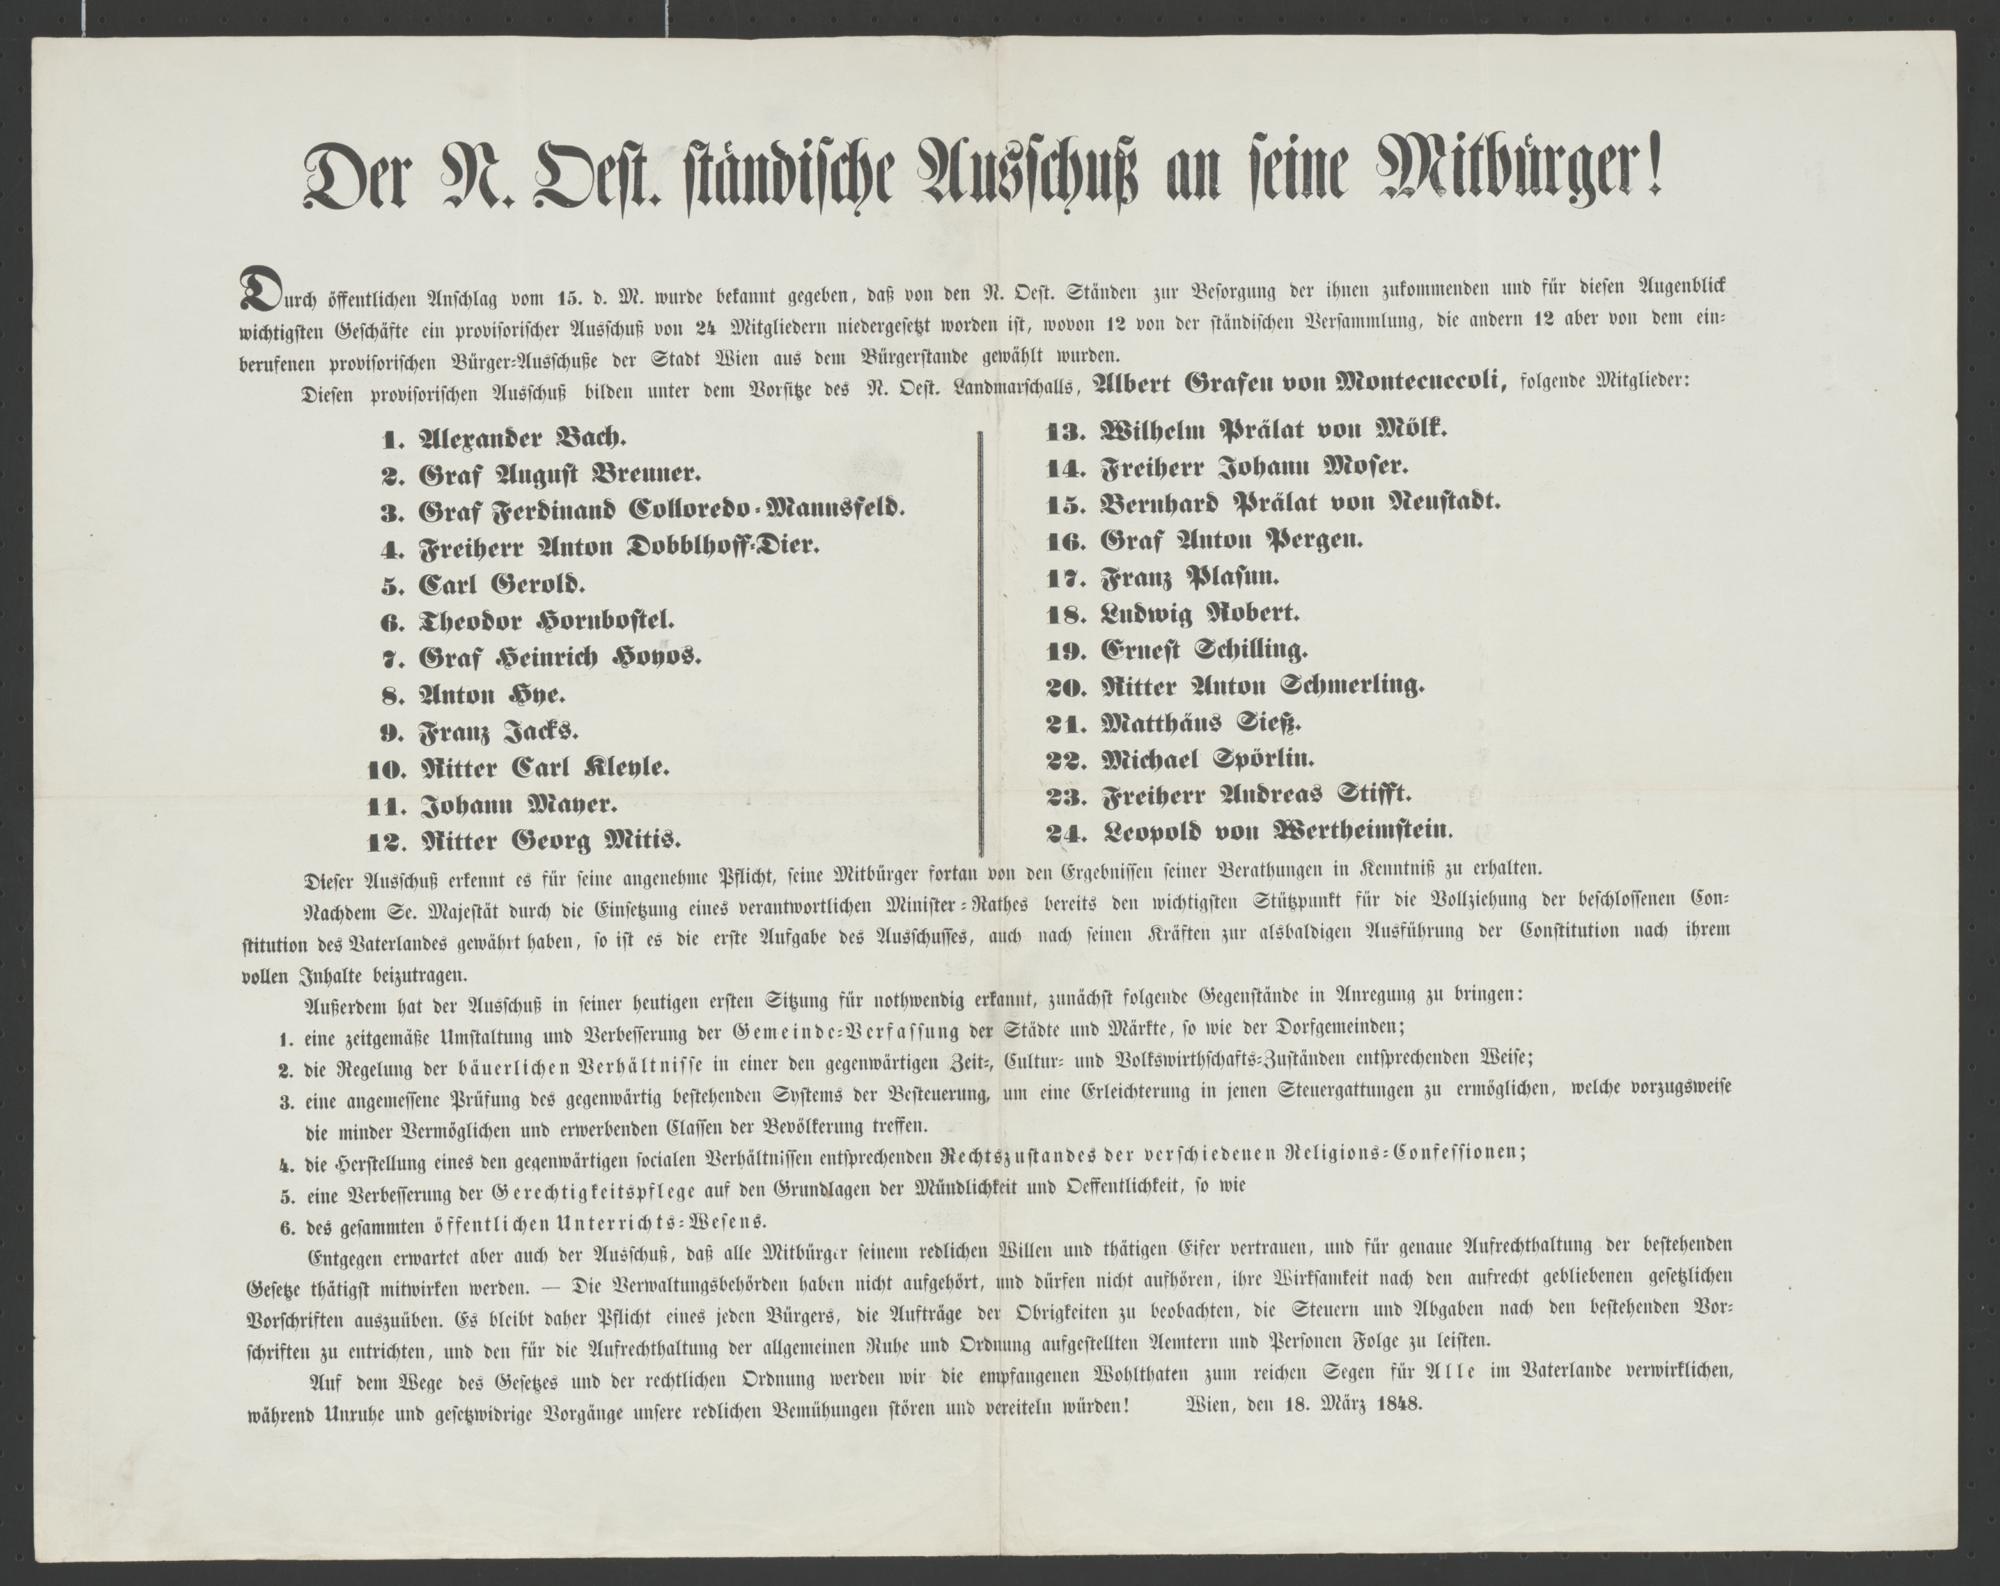 Der N. Oest. ständische Ausschuß an seine Mitbürger!
Durch öffentlichen Anschlag vom 15. d. M. wurde bekannt gegeben, daß von den N. Oest. Ständen zur Besorgung der ihnen zukommenden und für diesen Augenblick
wichtigsten Geschäfte ein provisorischer Ausschuß von 24 Mitgliedern niedergesetzt worden ist, wovon 12 von der ständischen Versammlung, die andern 12 aber von dem ein-
berufenen provisorischen Bürger-Ausschuße der Stadt Wien aus dem Bürgerstande gewählt wurden.
Diesen provisorischen Ausschuß bilden unter dem Vorsitze des N. Oest. Landmarschalls, Albert Grafen von Montecuccoli, folgende Mitglieder:
1. Alexander Bach.
2. Graf August Breuner.
3. Graf Ferdinand Colloredo-Mannsfeld.
4. Freiherr Anton Dobblhoff-Dier.
5. Carl Gerold.
6. Theodor Hornbostel.
7. Graf Heinrich Hoyos.
8. Anton Hye.
9. Franz Jacks.
10. Ritter Carl Kleyle.
11. Johann Mayer.
12. Ritter Georg Mitis.
13. Wilhelm Prälat von Mölk.
14. Freiherr Johann Moser.
15. Bernhard Prälat von Neustadt.
16. Graf Anton Pergen.
17. Franz Plasun.
18. Ludwig Robert.
19. Ernest Schilling.
20. Ritter Anton Schmerling.
21. Matthäus Sieß.
22. Michael Spörlin.
23. Freiherr Andreas Stifft.
24. Leopold von Wertheimstein.
Dieser Ausschuß erkennt es für seine angenehme Pflicht, seine Mitbürger fortan von den Ergebnissen seiner Berathungen in Kenntniß zu erhalten.
Nachdem Se. Majestät durch die Einsetzung eines verantwortlichen Minister-Rathes bereits den wichtigsten Stützpunkt für die Vollziehung der beschlossenen Con-
stitution des Vaterlandes gewährt haben, so ist es die erste Aufgabe des Ausschusses, auch nach seinen Kräften zur alsbaldigen Ausführung der Constitution nach ihrem
vollen Inhalte beizutragen.
Außerdem hat der Ausschuß in seiner heutigen ersten Sitzung für nothwendig erkannt, zunächst folgende Gegenstände in Anregung zu bringen:
1. eine zeitgemäße Umstaltung und Verbesserung der Gemeinde-Verfassung der Städte und Märkte, so wie der Dorfgemeinden;
2. die Regelung der bäuerlichen Verhältnisse in einer den gegenwärtigen Zeit-, Cultur- und Volkswirthschafts-Zuständen entsprechenden Weise;
3. eine angemessene Prüfung des gegenwärtig bestehenden Systems der Besteuerung, um eine Erleichterung in jenen Steuergattungen zu ermöglichen, welche vorzugsweise
die minder Vermöglichen und erwerbenden Classen der Bevölkerung treffen.
4. die Herstellung eines den gegenwärtigen socialen Verhältnissen entsprechenden Rechtszustandes der verschiedenen Religions-Confessionen;
5. eine Verbesserung der Gerechtigkeitspflege auf den Grundlagen der Mündlichkeit und Oeffentlichkeit, so wie
6. des gesammten öffentlichen Unterrichts-Wesens.
Entgegen erwartet aber auch der Ausschuß, daß alle Mitbürger seinem redlichen Willen und thätigen Eifer vertrauen, und für genaue Aufrechthaltung der bestehenden
Gesetze thätigst mitwirken werden. — Die Verwaltungsbehörden haben nicht aufgehört, und dürfen nicht aufhören, ihre Wirksamkeit nach den aufrecht gebliebenen gesetzlichen
Vorschriften auszuüben. Es bleibt daher Pflicht eines jeden Bürgers, die Aufträge der Obrigkeiten zu beobachten, die Steuern und Abgaben nach den bestehenden Vor-
schriften zu entrichten, und den für die Aufrechthaltung der allgemeinen Ruhe und Ordnung aufgestellten Aemtern und Personen Folge zu leisten.
Auf dem Wege des Gesetzes und der rechtlichen Ordnung werden wir die empfangenen Wohlthaten zum reichen Segen für Alle im Vaterlande verwirklichen,
während Unruhe und gesetzwidrige Vorgänge unsere redlichen Bemühungen stören und vereiteln würden! Wien, den 18. März 1848.